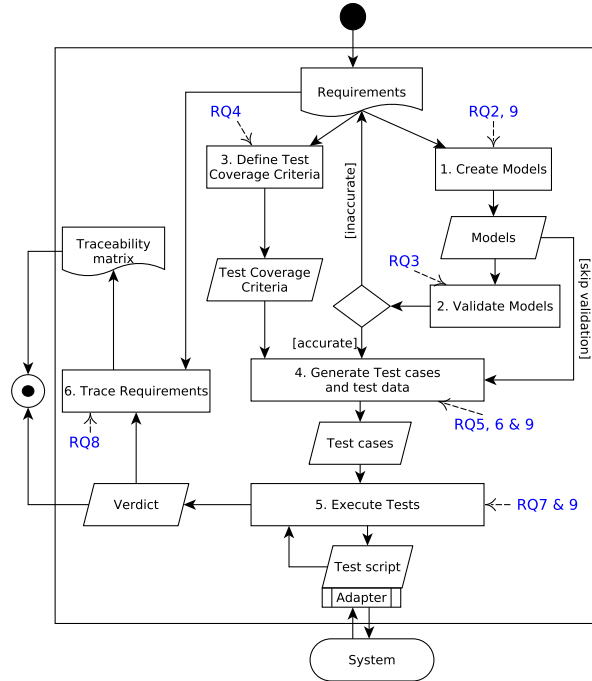 Requirements
RQ4
RQ2, 9
3. Define Test
Coverage Criteria
1. Create Models
[inaccurate]
Traceability
matrix
Models
RQ3
[skip validation]
Test Coverage
Criteria
2. Validate Models
[accurate]
6. Trace Requirements
4. Generate Test cases
and test data
RQ8
RQ5, 6 & 9
Test cases
Verdict
5. Execute Tests
RQ7 & 9
Test script
Adapter
System